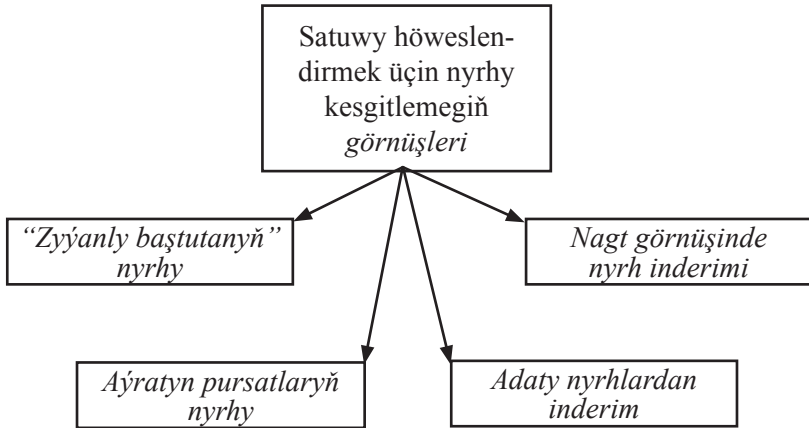 Satuwy höweslen-
dirmek üçin nyrhy
kesgitlemegiň
görnüşleri
“Zyýanly baştutanyň”
nyrhy
Nagt görnüşinde
nyrh inderimi
Aýratyn pursatlaryň
nyrhy
Adaty nyrhlardan
inderim